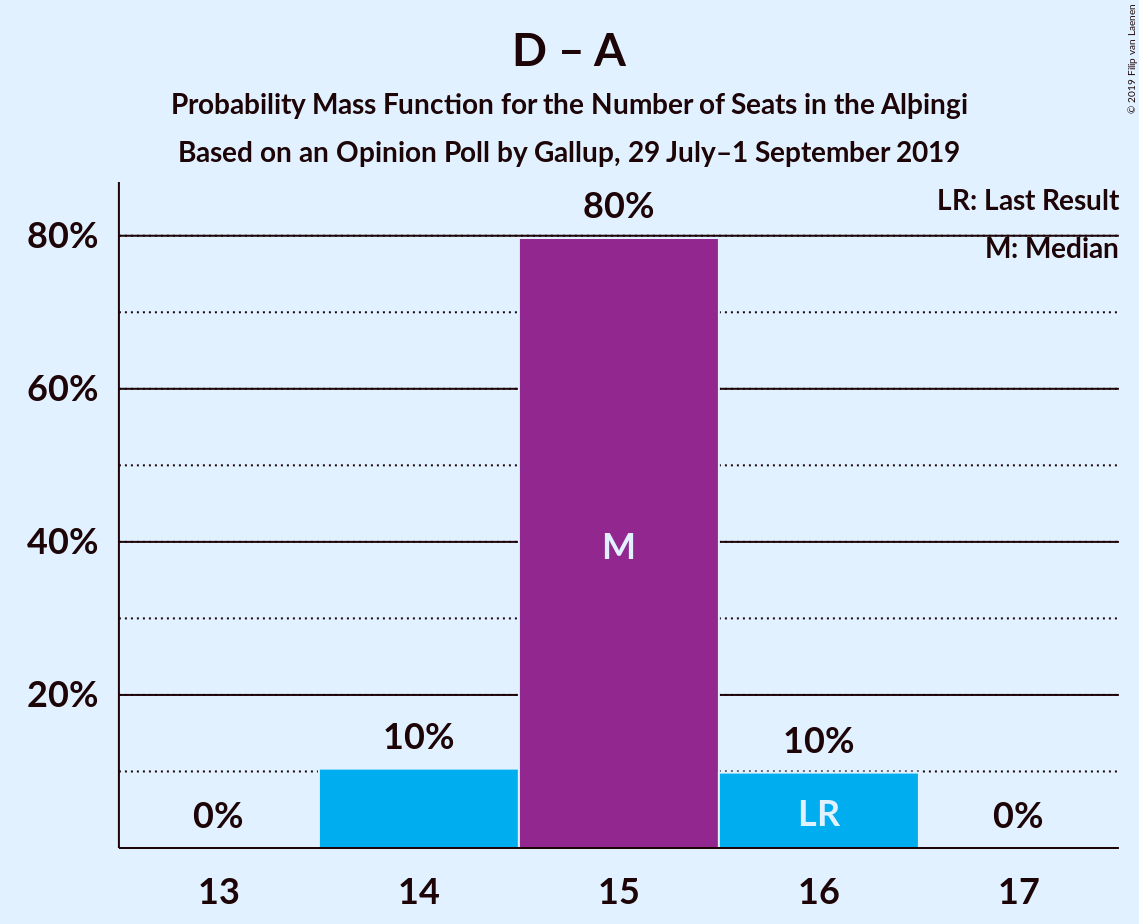 D – A
Probability Mass Function for the Number of Seats in the Alþingi
Based on an Opinion Poll by Gallup, 29 July–1 September 2019
© 2019 Filip van Laenen
LR: Last Result
M: Median
80%
80%
60%
40%
20%
M
10%
10%
0%
LR
0%
13
14
15
16
17